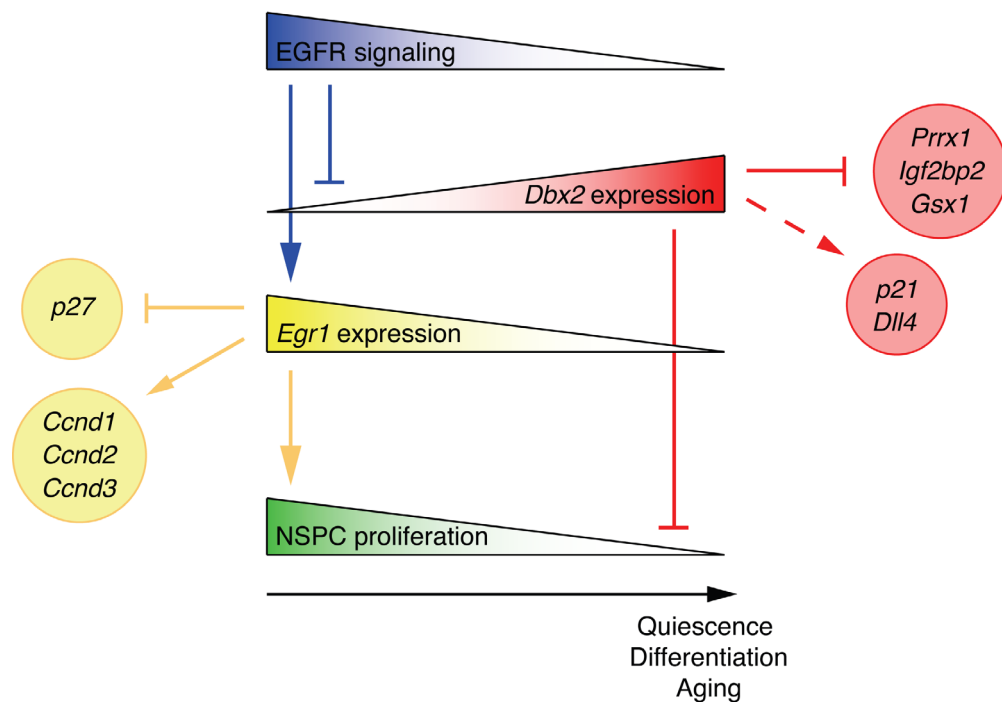 EGFR signaling
Prrx1
Igf2bp2
Gsx1
Dbx2 expression
p21
Dll4
p27
Egr1 expression
Ccnd1
Ccnd2
Ccnd3
NSPC proliferation
Quiescence
Differentiation
Aging